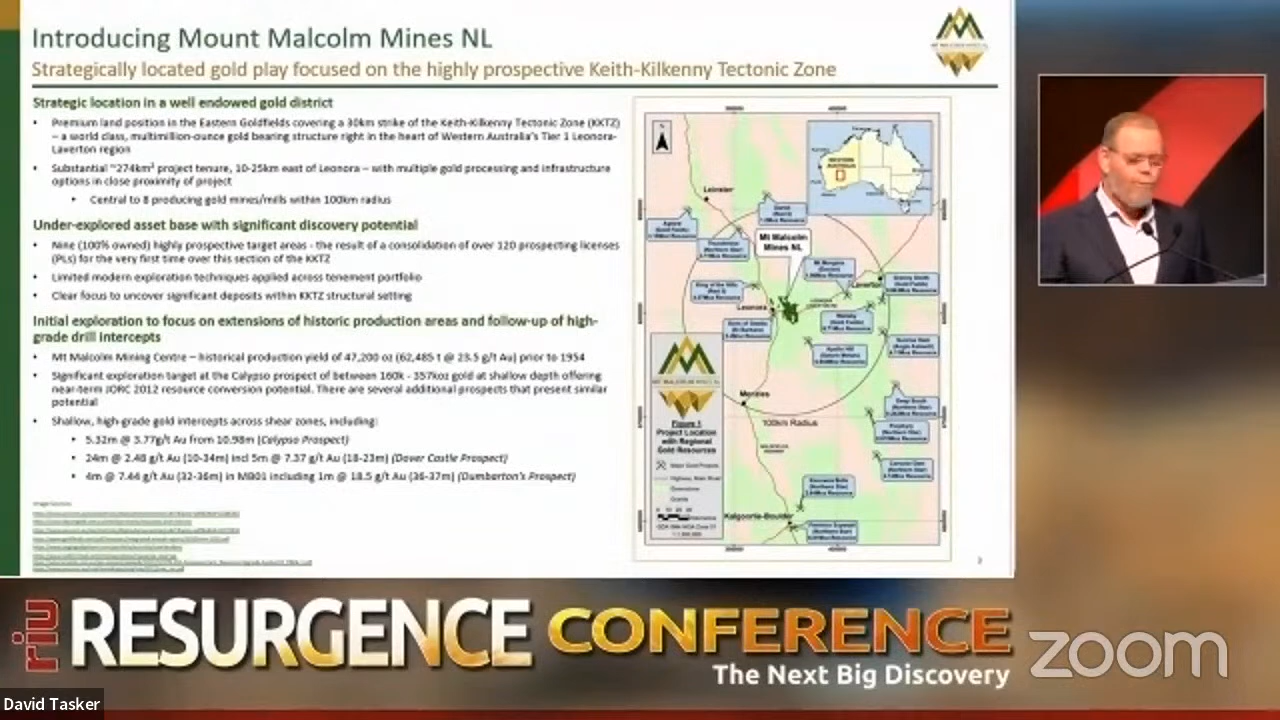 Introducing Mount Malcolm Mines NL
Strategically located gold play focused on the highly prospective Keith-Kilkenny Tectonic Zone
Strategic location in a well endowed gold district
• Premium land position in the Eastern Goldfields covering a 30km strike of the Keith-Kilkenny Tectonic Zone (KKTZ)
– a world class, multimillion-ounce gold bearing structure right in the heart of Western Australia's Tier 1 Leonora-
Laverton region
• Substantial ~274km² project tenure, 10-25km east of Leonora – with multiple gold processing and infrastructure
options in close proximity of project
• Central to 8 producing gold mines/mills within 100km radius
Under-explored asset base with significant discovery potential
• Nine (100% owned) highly prospective target areas - the result of a consolidation of over 120 prospecting licenses
(PLs) for the very first time over this section of the KKTZ
• Limited modern exploration techniques applied across tenement portfolio
• Clear focus to uncover significant deposits within KKTZ structural setting
Initial exploration to focus on extensions of historic production areas and follow-up of high-
grade drill intercepts
• Mt Malcolm Mining Centre – historical production yield of 47,200 oz (62,485 t @ 23.5 g/t Au) prior to 1954
• Significant exploration target at the Calypso prospect of between 160k - 357koz gold at shallow depth offering
near-term JORC 2012 resource conversion potential. There are several additional prospects that present similar
potential
• Shallow, high-grade gold intercepts across shear zones, including:
• 5.32m @ 3.77g/t Au from 10.98m (Calypso Prospect)
• 24m @ 2.48 g/t Au (10-34m) incl 5m @ 7.37 g/t Au (18-23m) (Dover Castle Prospect)
• 4m @ 7.44 g/t Au (32-36m) in MB01 including 1m @ 18.5 g/t Au (36-37m) (Dumbarton's Prospect)
WESTERN
AUSTRALIA
Leinster
Mt Malcolm
Mines NL
Laverton
Leonora
Menzies
100km Radius
Kalgoorlie-Boulder
Figure 1
Project Location
with Regional
Gold Resources
riu RESURGENCE CONFERENCE
The Next Big Discovery
zoom
David Tasker